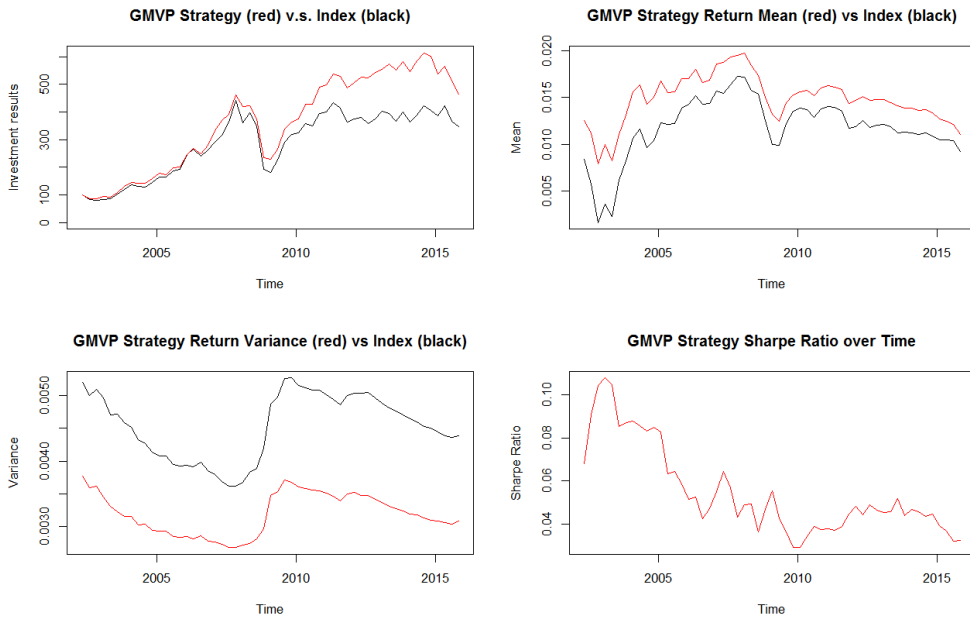 GMVP Strategy (red) v.s. Index (black)
Investment results
0
100
300
500
2005
2010
2015
Time
GMVP Strategy Return Mean (red) vs Index (black)
Mean
0.005
0.010
0.015
0.020
2005
2010
2015
Time
GMVP Strategy Return Variance (red) vs Index (black)
Variance
0.0030
0.0040
0.0050
2005
2010
2015
Time
GMVP Strategy Sharpe Ratio over Time
Sharpe Ratio
0.04
0.06
0.08
0.10
2005
2010
2015
Time